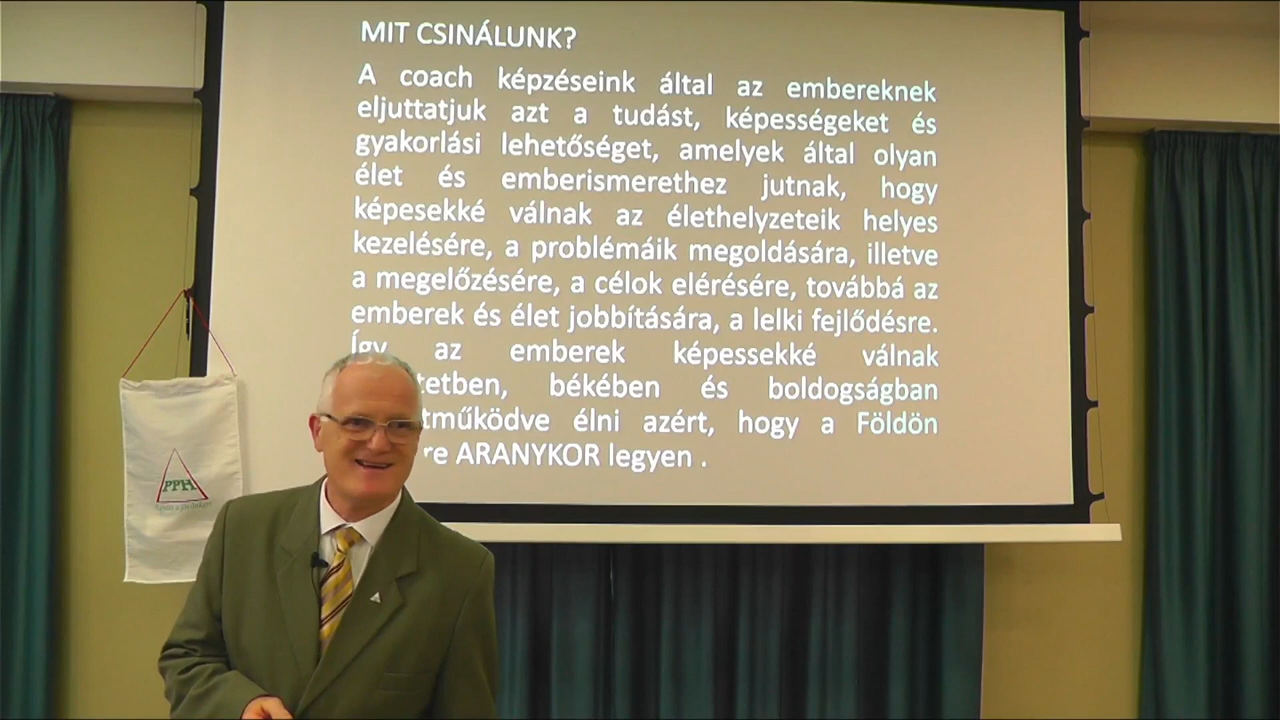 MIT CSINÁLUNK?
A coach képzéseink által az embereknek
eljuttatjuk azt a tudást, képességeket és
gyakorlási lehetőséget, amelyek által olyan
élet és emberismerethez jutnak, hogy
képesekké válnak az élethelyzeteik helyes
kezelésére, a problémáik megoldására, illetve
a megelőzésére, a célok elérésére, továbbá az
emberek és élet jobbítására, a lelki fejlődésre.
Így az emberek képessekké válnak
békében és boldogságban
élni azért, hogy a Földön
ARANYKOR legyen .
PPH